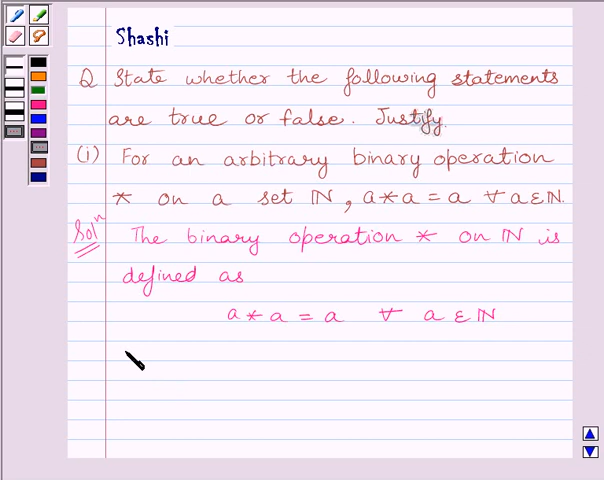 Shashi
Q State whether the following statements
are true or false. Justify.
(i) For an arbitrary binary operation
* on a set ℕ, a*a = a ∀ a ε ℕ.
Solⁿ The binary operation * on ℕ is
defined as
a * a = a ∀ a ε ℕ